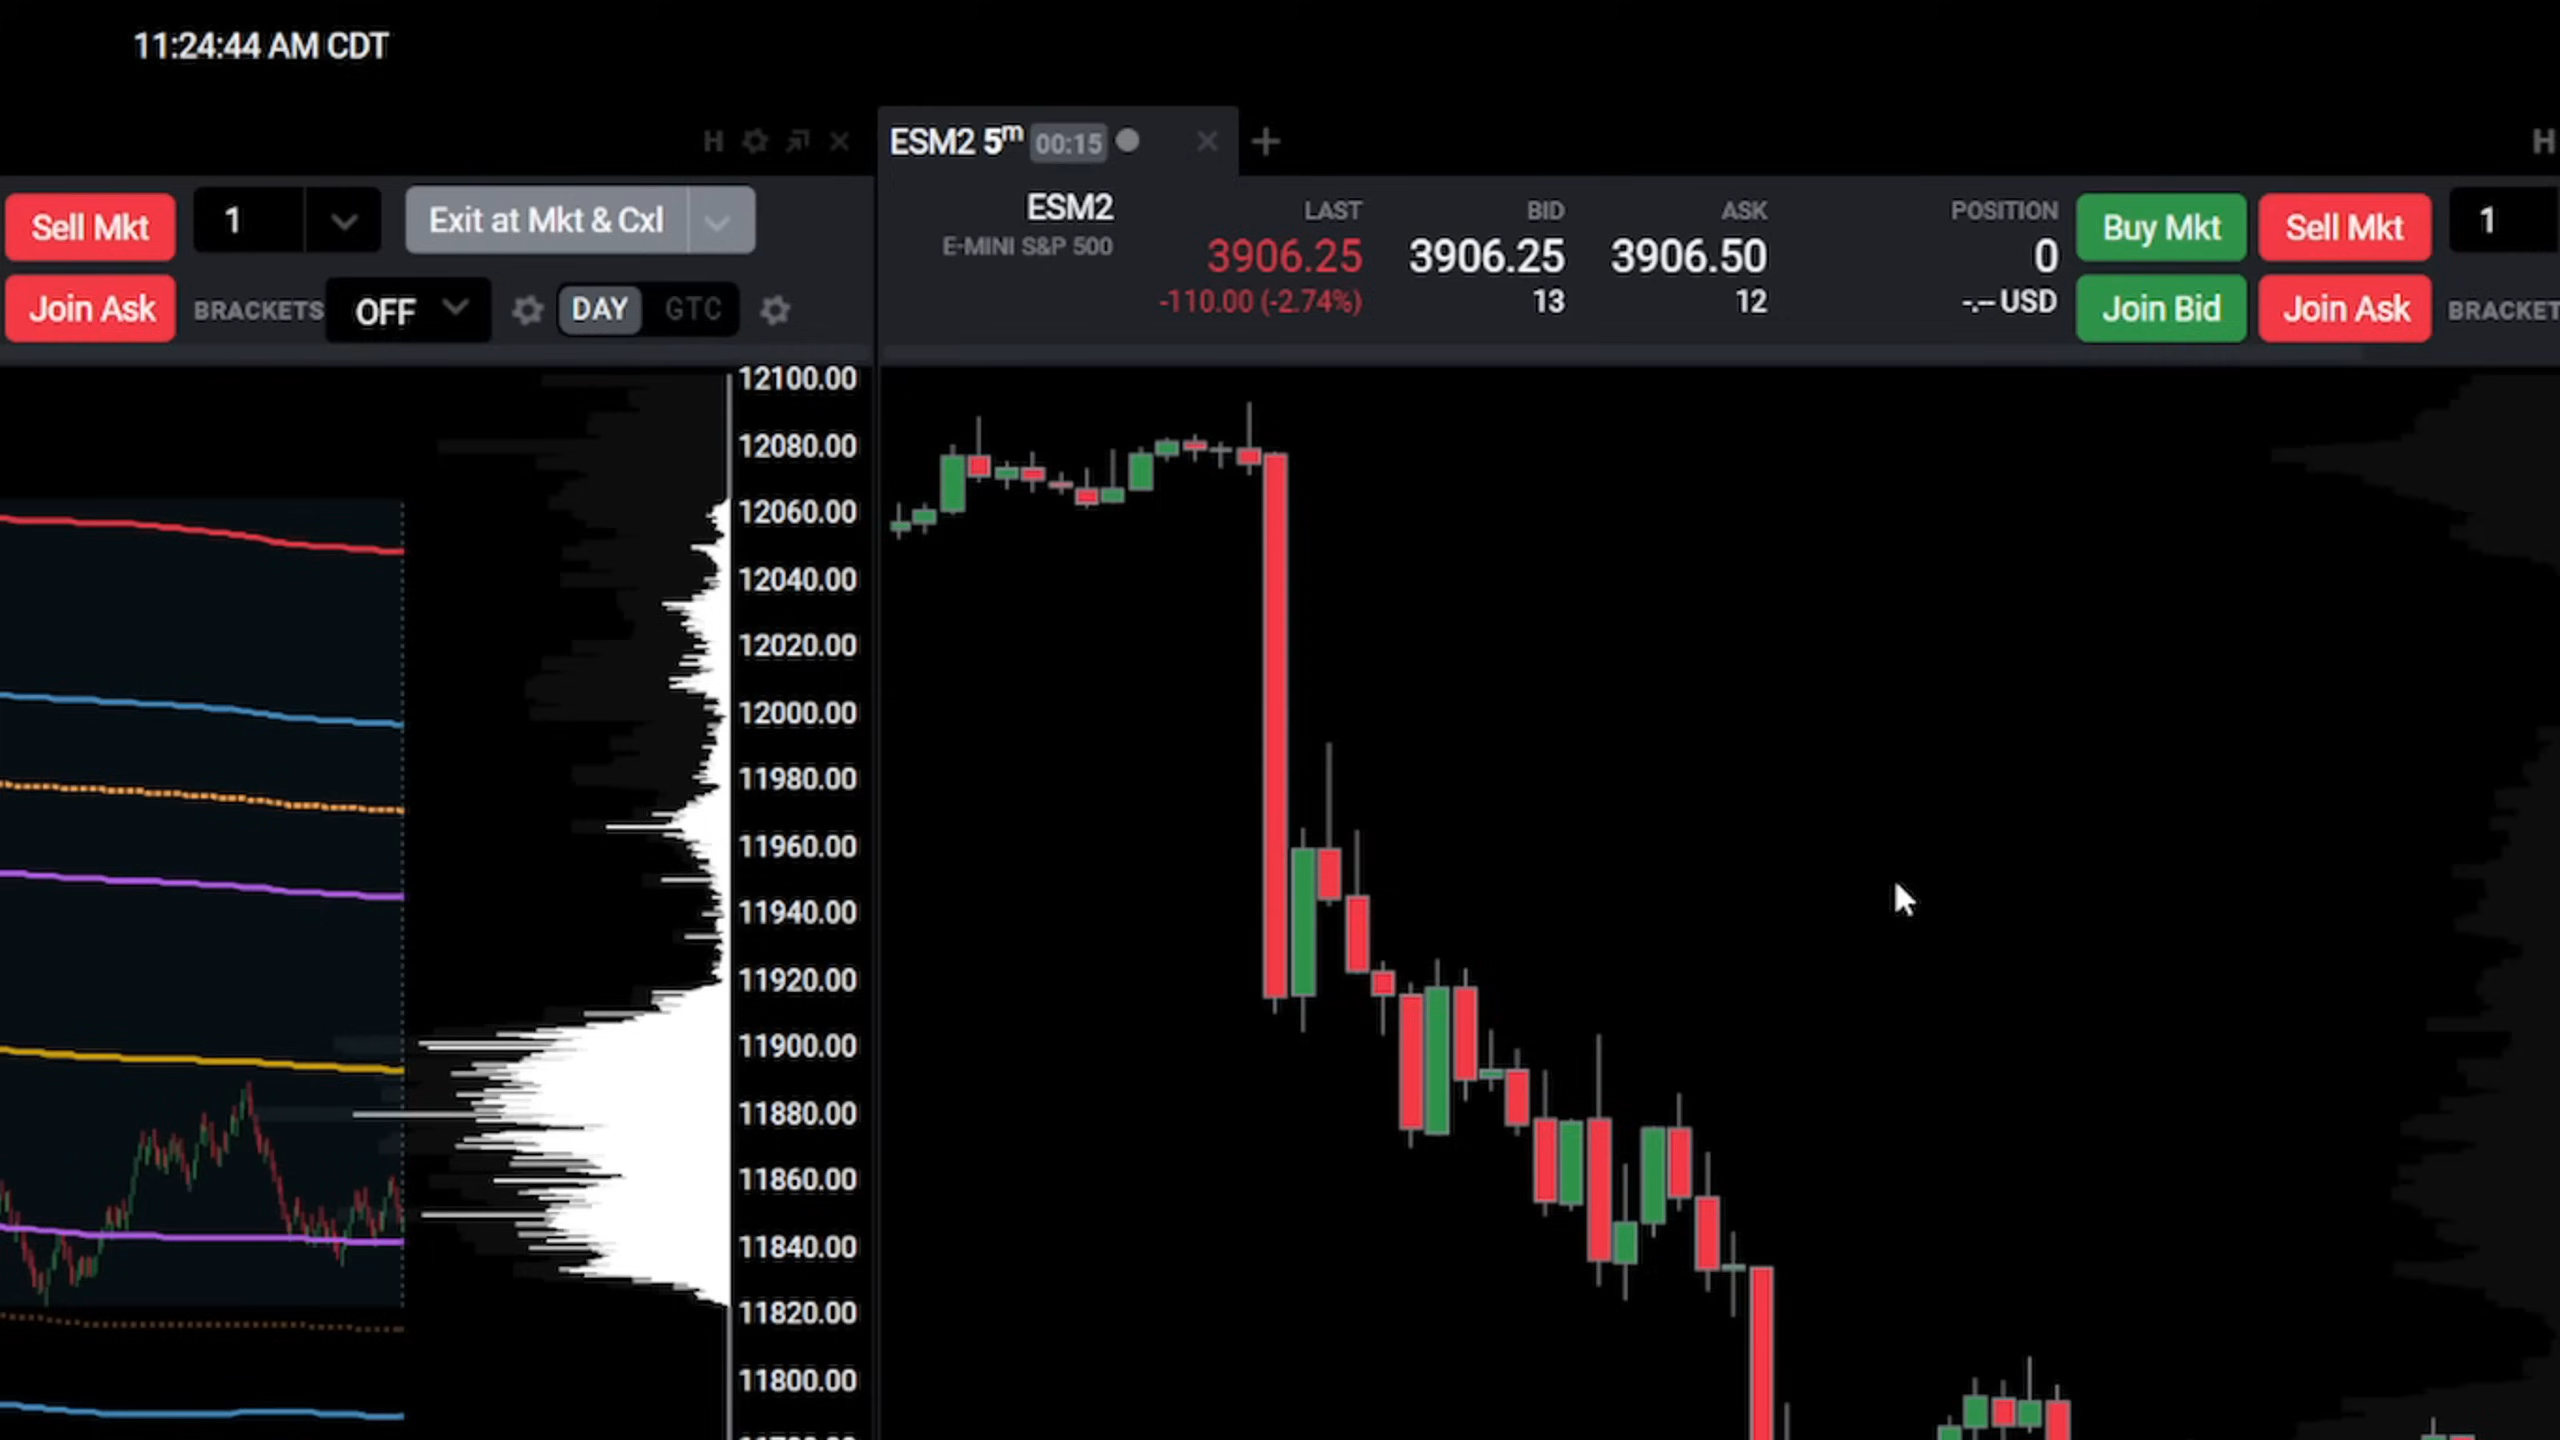 11:24:44 AM CDT
H
ESM2 5m 00:15
H
Sell Mkt 1 Exit at Mkt & Cxl
Join Ask BRACKETS OFF DAY GTC
ESM2 LAST BID ASK POSITION Buy Mkt Sell Mkt 1
E-MINI S&P 500 3906.25 3906.25 3906.50 0
-110.00 (-2.74%) 13 12 -.-- USD Join Bid Join Ask BRACKET
12100.00
12080.00
12060.00
12040.00
12020.00
12000.00
11980.00
11960.00
11940.00
11920.00
11900.00
11880.00
11860.00
11840.00
11820.00
11800.00